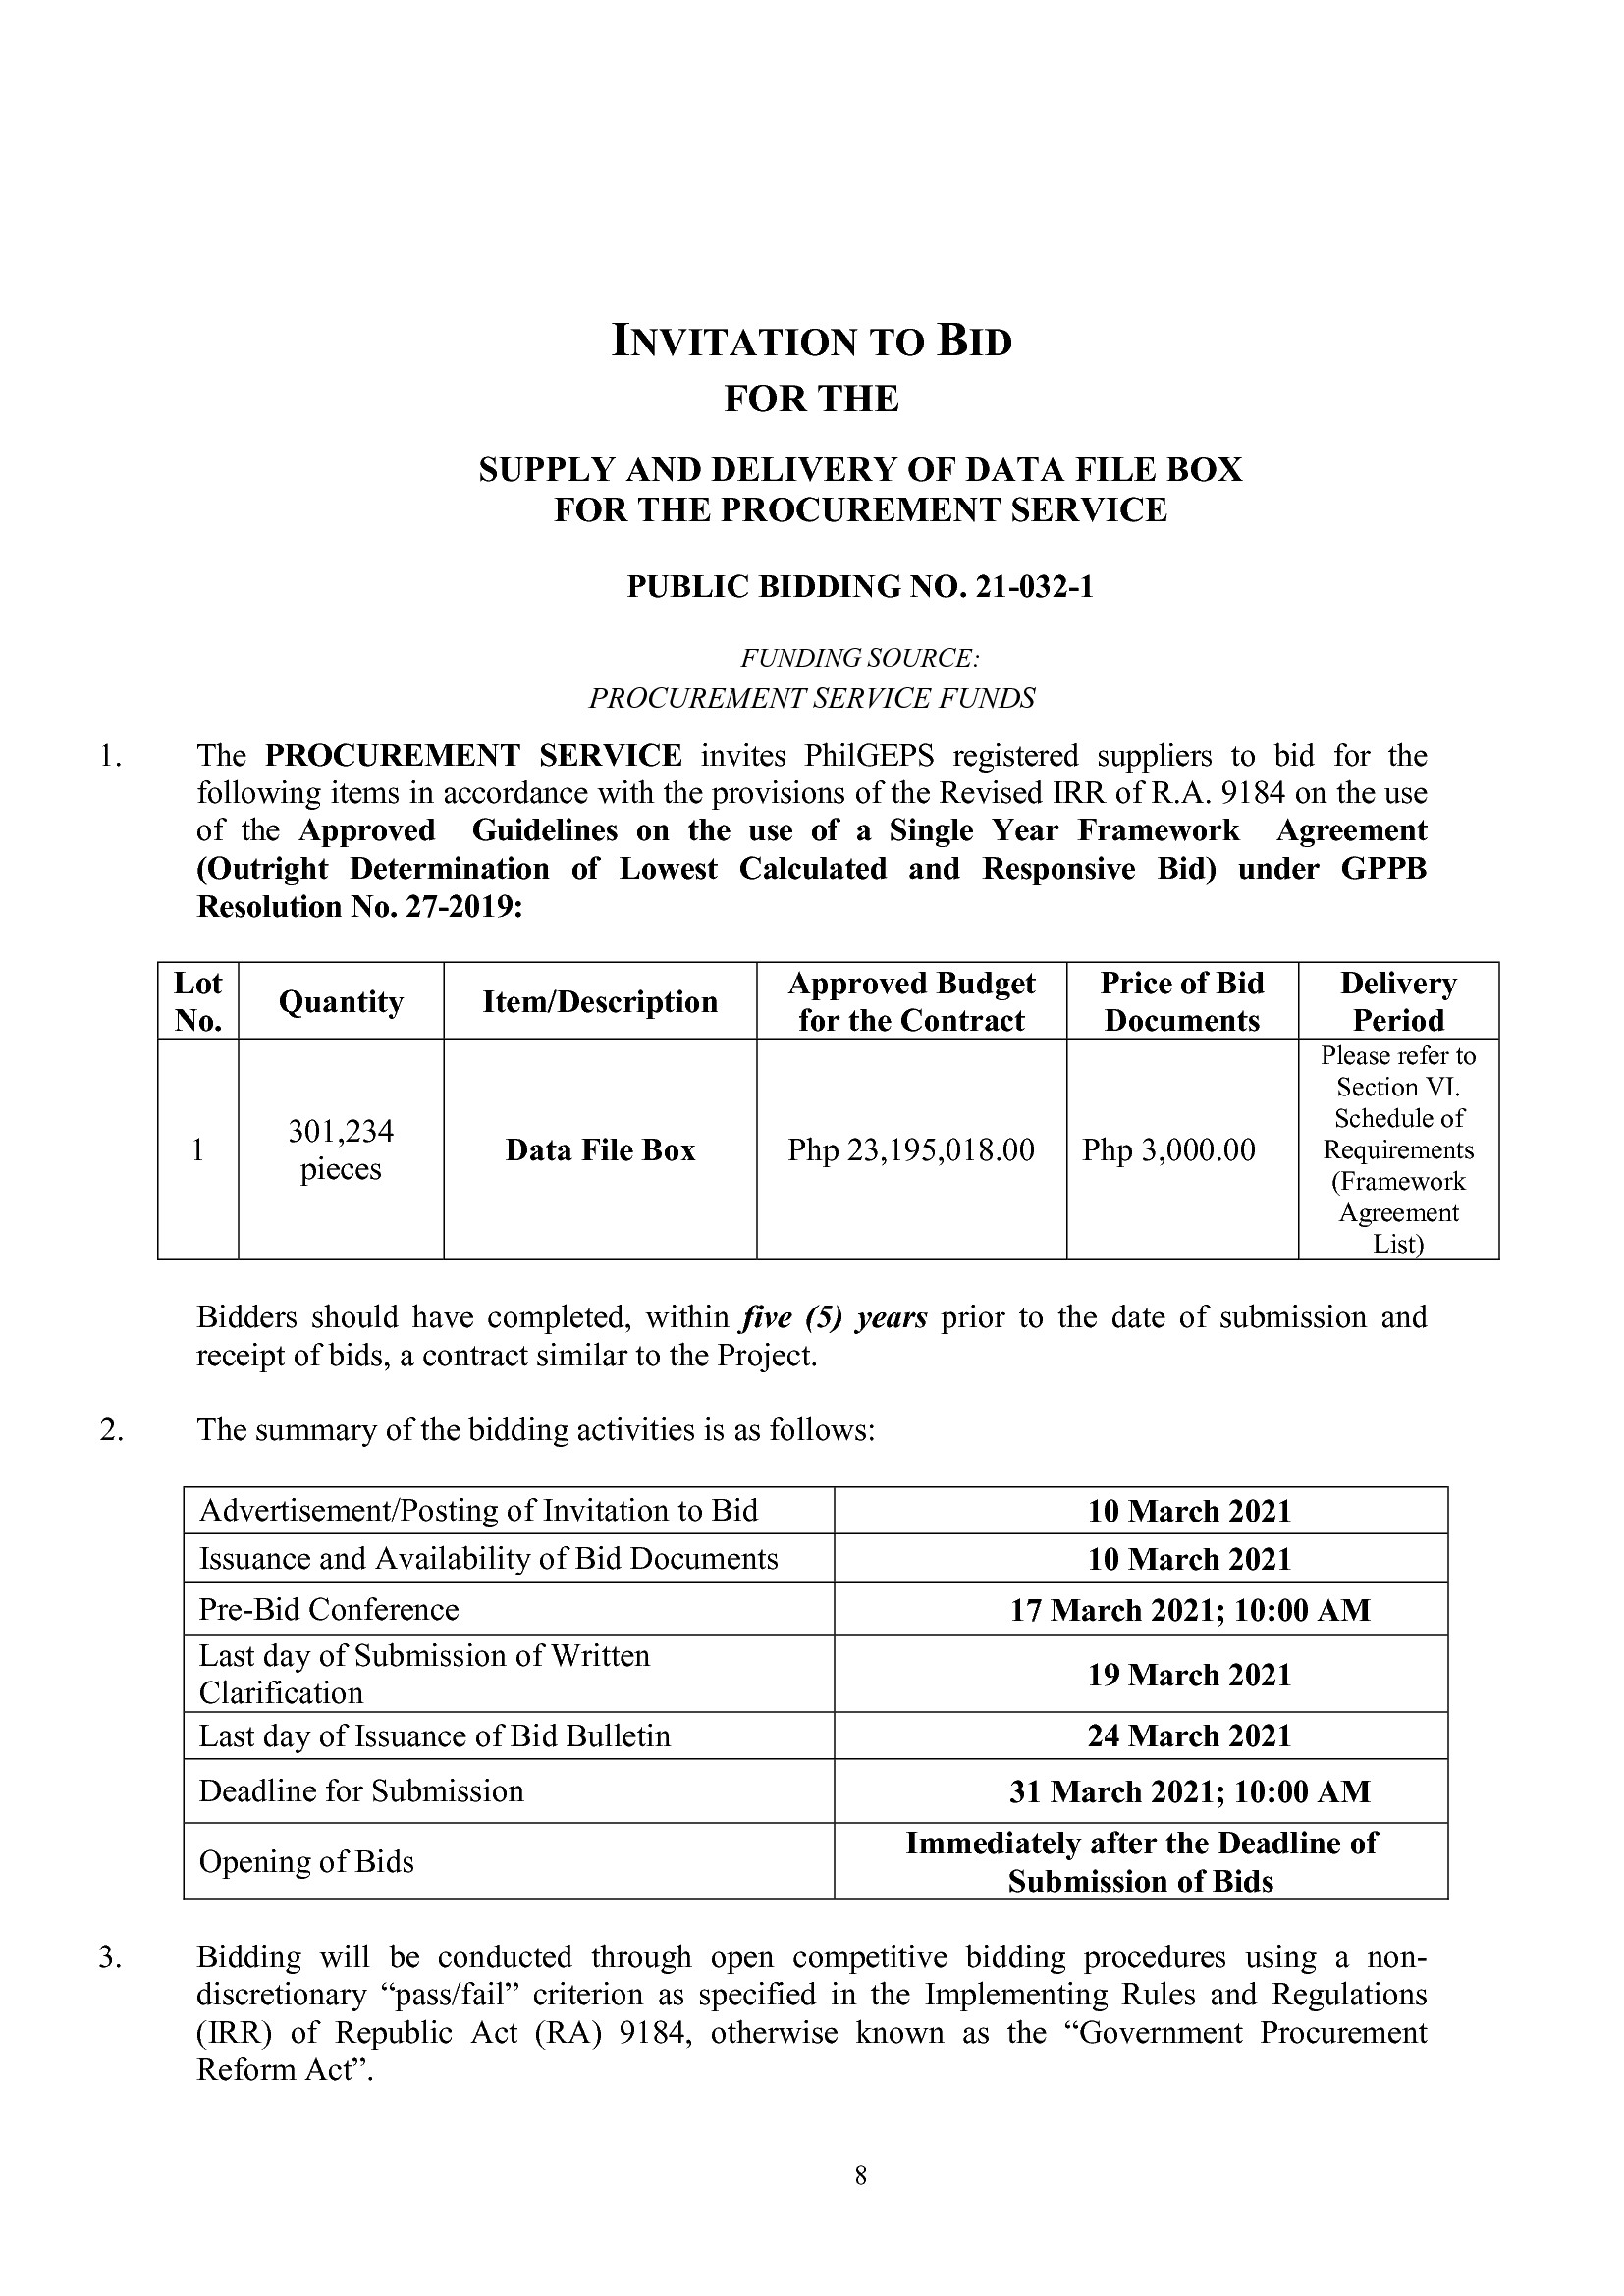 INVITATION TO BID
FOR THE
SUPPLY AND DELIVERY OF DATA FILE BOX
FOR THE PROCUREMENT SERVICE
PUBLIC BIDDING NO. 21-032-1
FUNDING SOURCE:
PROCUREMENT SERVICE FUNDS
1. The PROCUREMENT SERVICE invites PhilGEPS registered suppliers to bid for the
following items in accordance with the provisions of the Revised IRR of R.A. 9184 on the use
of the Approved Guidelines on the use of a Single Year Framework Agreement
(Outright Determination of Lowest Calculated and Responsive Bid) under GPPB
Resolution No. 27-2019:
Lot
No.
Quantity
Item/Description
Approved Budget
for the Contract
Price of Bid
Documents
Delivery
Period
1
301,234
pieces
Data File Box
Php 23,195,018.00
Php 3,000.00
Please refer to
Section VI.
Schedule of
Requirements
(Framework
Agreement
List)
Bidders should have completed, within five (5) years prior to the date of submission and
receipt of bids, a contract similar to the Project.
2. The summary of the bidding activities is as follows:
Advertisement/Posting of Invitation to Bid
10 March 2021
Issuance and Availability of Bid Documents
10 March 2021
Pre-Bid Conference
17 March 2021; 10:00 AM
Last day of Submission of Written
Clarification
19 March 2021
Last day of Issuance of Bid Bulletin
24 March 2021
Deadline for Submission
31 March 2021; 10:00 AM
Opening of Bids
Immediately after the Deadline of
Submission of Bids
3. Bidding will be conducted through open competitive bidding procedures using a non-
discretionary “pass/fail” criterion as specified in the Implementing Rules and Regulations
(IRR) of Republic Act (RA) 9184, otherwise known as the “Government Procurement
Reform Act”.
8